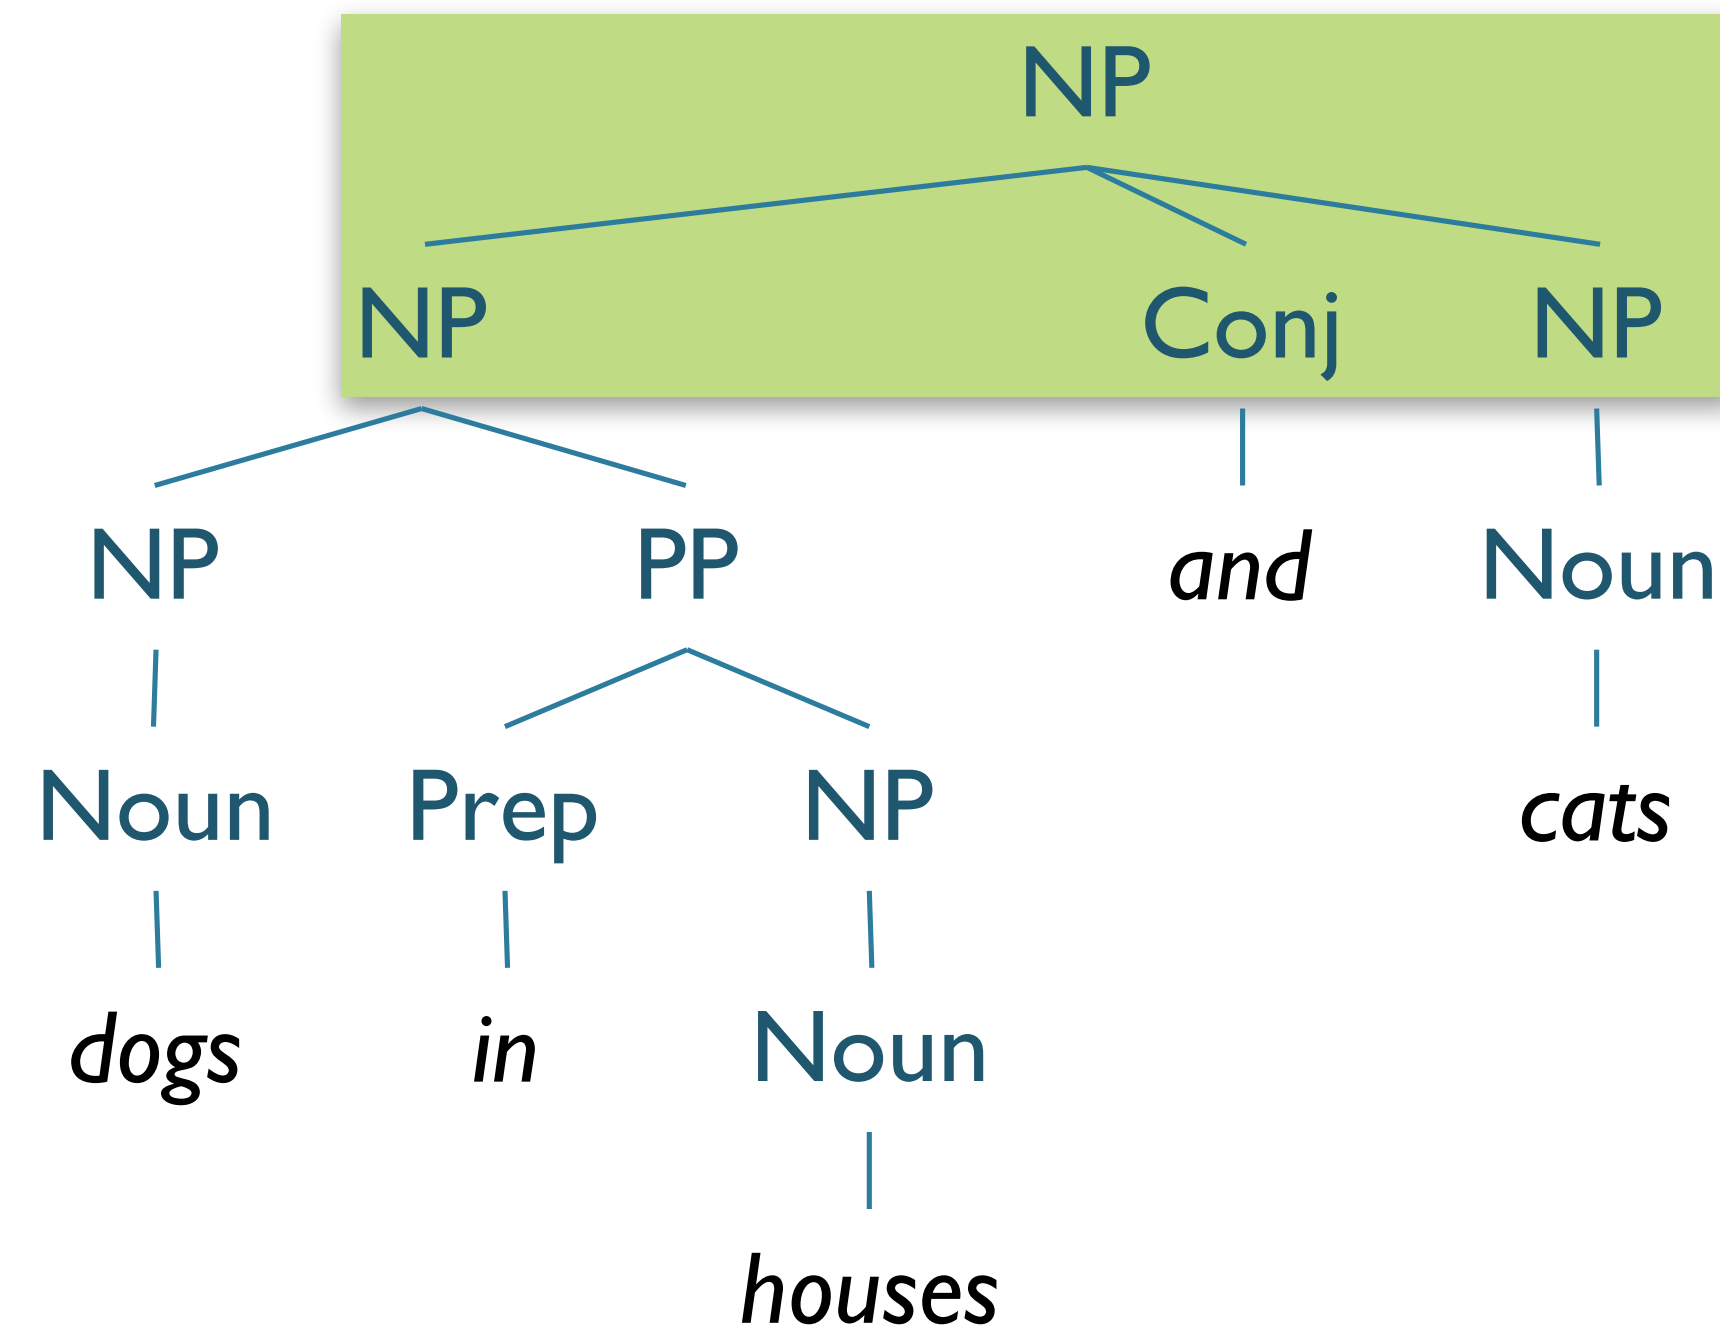 NP
NP Conj NP
NP PP and Noun
Noun Prep NP cats
dogs in Noun
houses